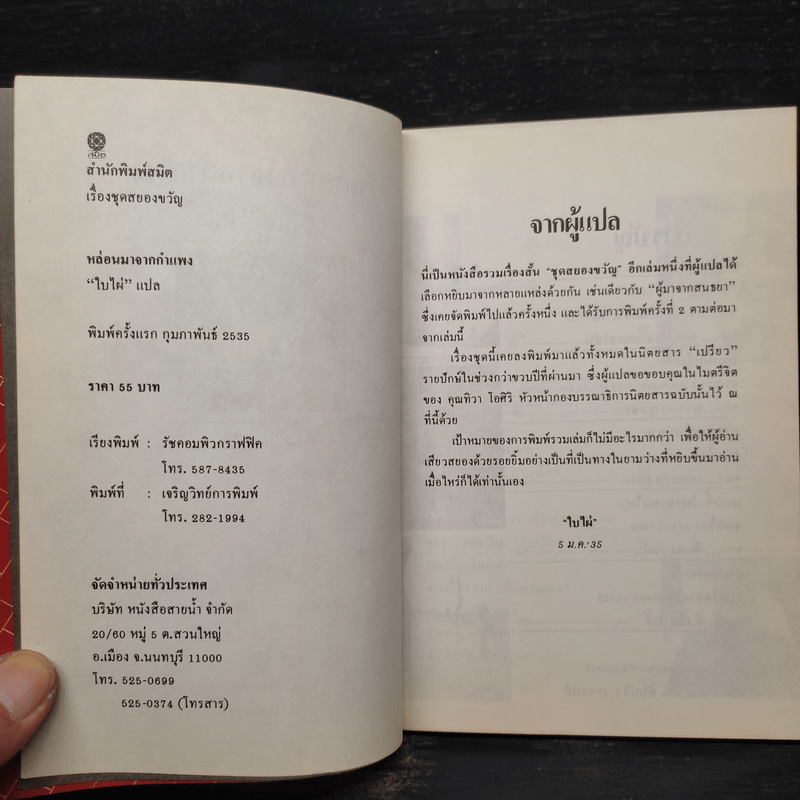 สมิต
สำนักพิมพ์สมิต
เรื่องชุดสยองขวัญ
หล่อนมาจากกำแพง
“ใบไผ่” แปล
พิมพ์ครั้งแรก กุมภาพันธ์ 2535
ราคา 55 บาท
เรียงพิมพ์ : รัชคอมพิวกราฟฟิค
โทร. 587-8435
พิมพ์ที่ : เจริญวิทย์การพิมพ์
โทร. 282-1994
จัดจำหน่ายทั่วประเทศ
บริษัท หนังสือสายน้ำ จำกัด
20/60 หมู่ 5 ต.สวนใหญ่
อ.เมือง จ.นนทบุรี 11000
โทร. 525-0699
525-0374 (โทรสาร)
จากผู้แปล
นี่เป็นหนังสือรวมเรื่องสั้น “ชุดสยองขวัญ” อีกเล่มหนึ่งที่ผู้แปลได้
เลือกหยิบมาจากหลายแหล่งด้วยกัน เช่นเดียวกับ “ผู้มาจากสนธยา”
ซึ่งเคยจัดพิมพ์ไปแล้วครั้งหนึ่ง และได้รับการพิมพ์ครั้งที่ 2 ตามต่อมา
จากเล่มนี้
เรื่องชุดนี้เคยลงพิมพ์มาแล้วทั้งหมดในนิตยสาร “เปรียว”
รายปักษ์ในช่วงกว่าขวบปีที่ผ่านมา ซึ่งผู้แปลขอขอบคุณในไมตรีจิต
ของ คุณทิวา โอศิริ หัวหน้ากองบรรณาธิการนิตยสารฉบับนั้นไว้ ณ
ที่นี้ด้วย
เป้าหมายของการพิมพ์รวมเล่มก็ไม่มีอะไรมากกว่า เพื่อให้ผู้อ่าน
เสียวสยองด้วยรอยยิ้มอย่างเป็นที่เป็นทางในยามว่างที่หยิบขึ้นมาอ่าน
เมื่อไหร่ก็ได้เท่านั้นเอง
“ใบไผ่”
5 ม.ค. 35